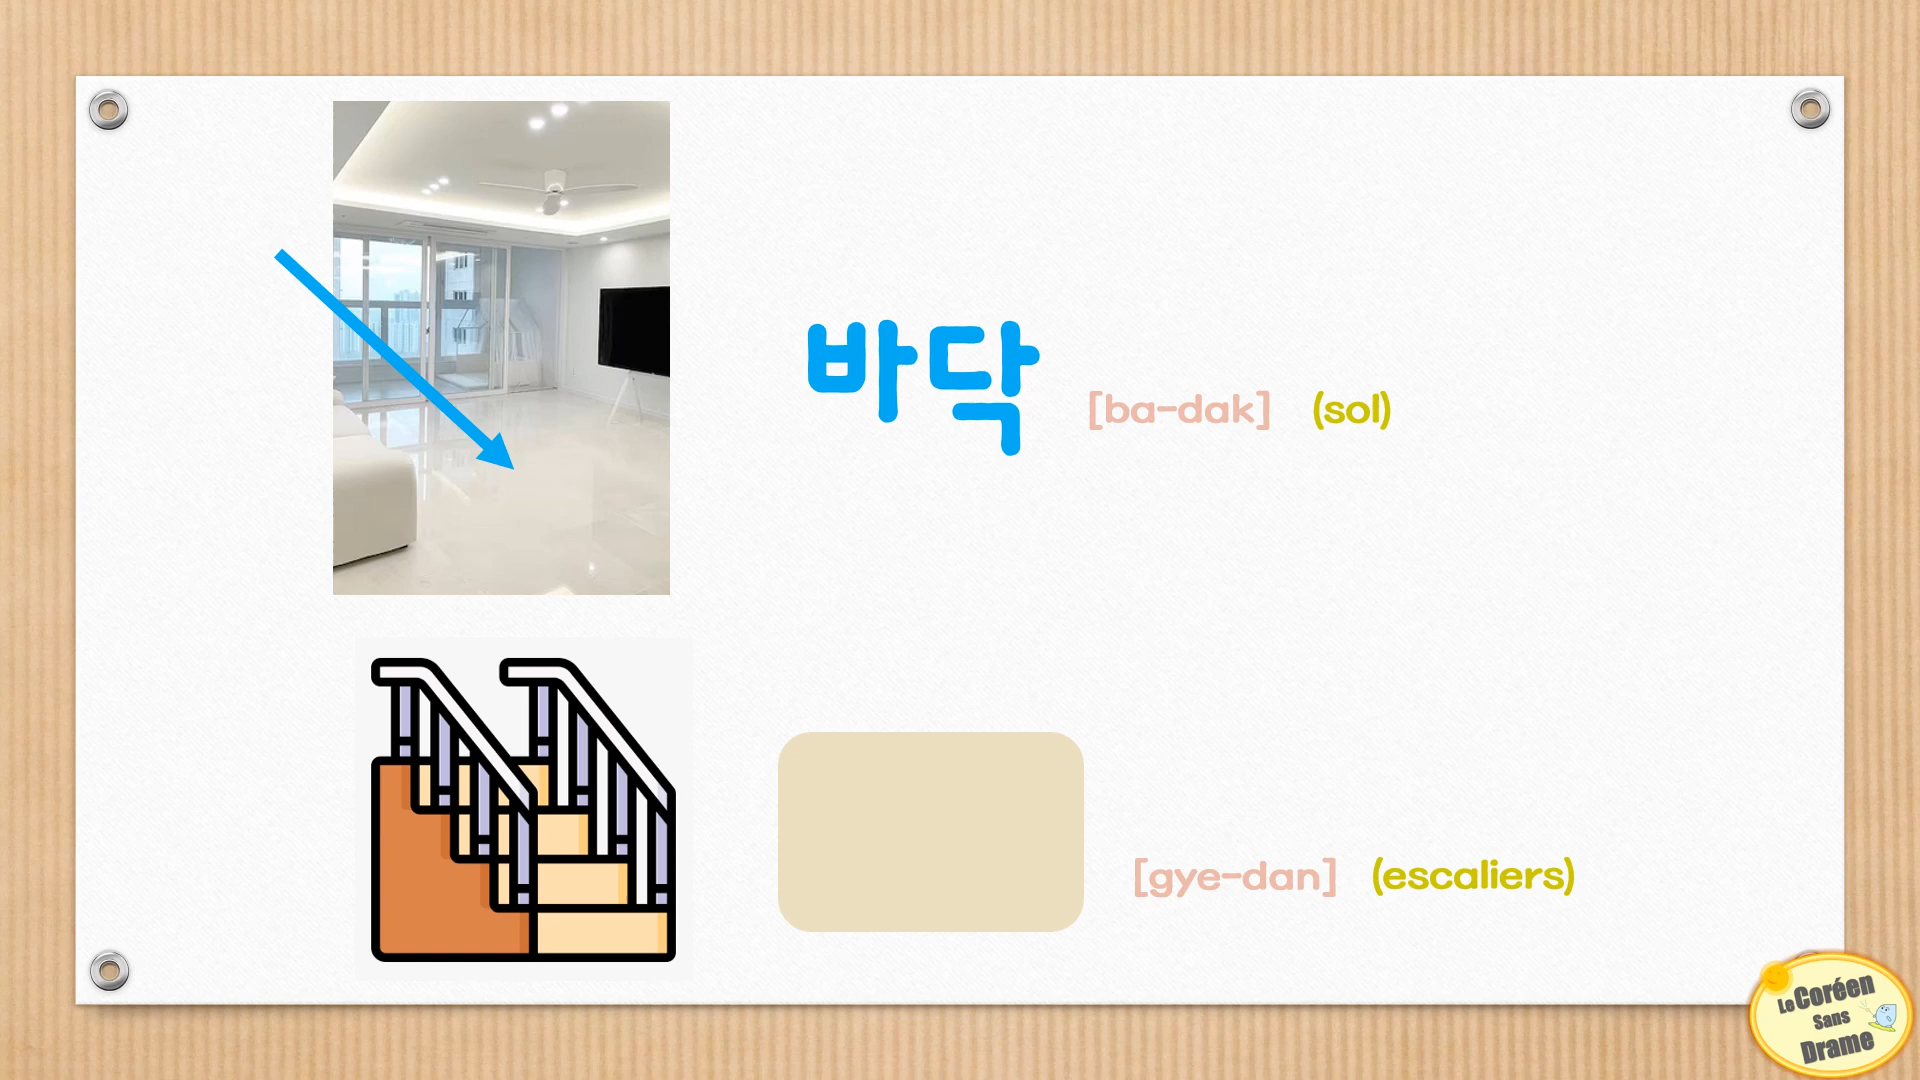 바닥 [ba-dak] (sol)
[gye-dan] (escaliers)
Le Coréen
Sans
Drame